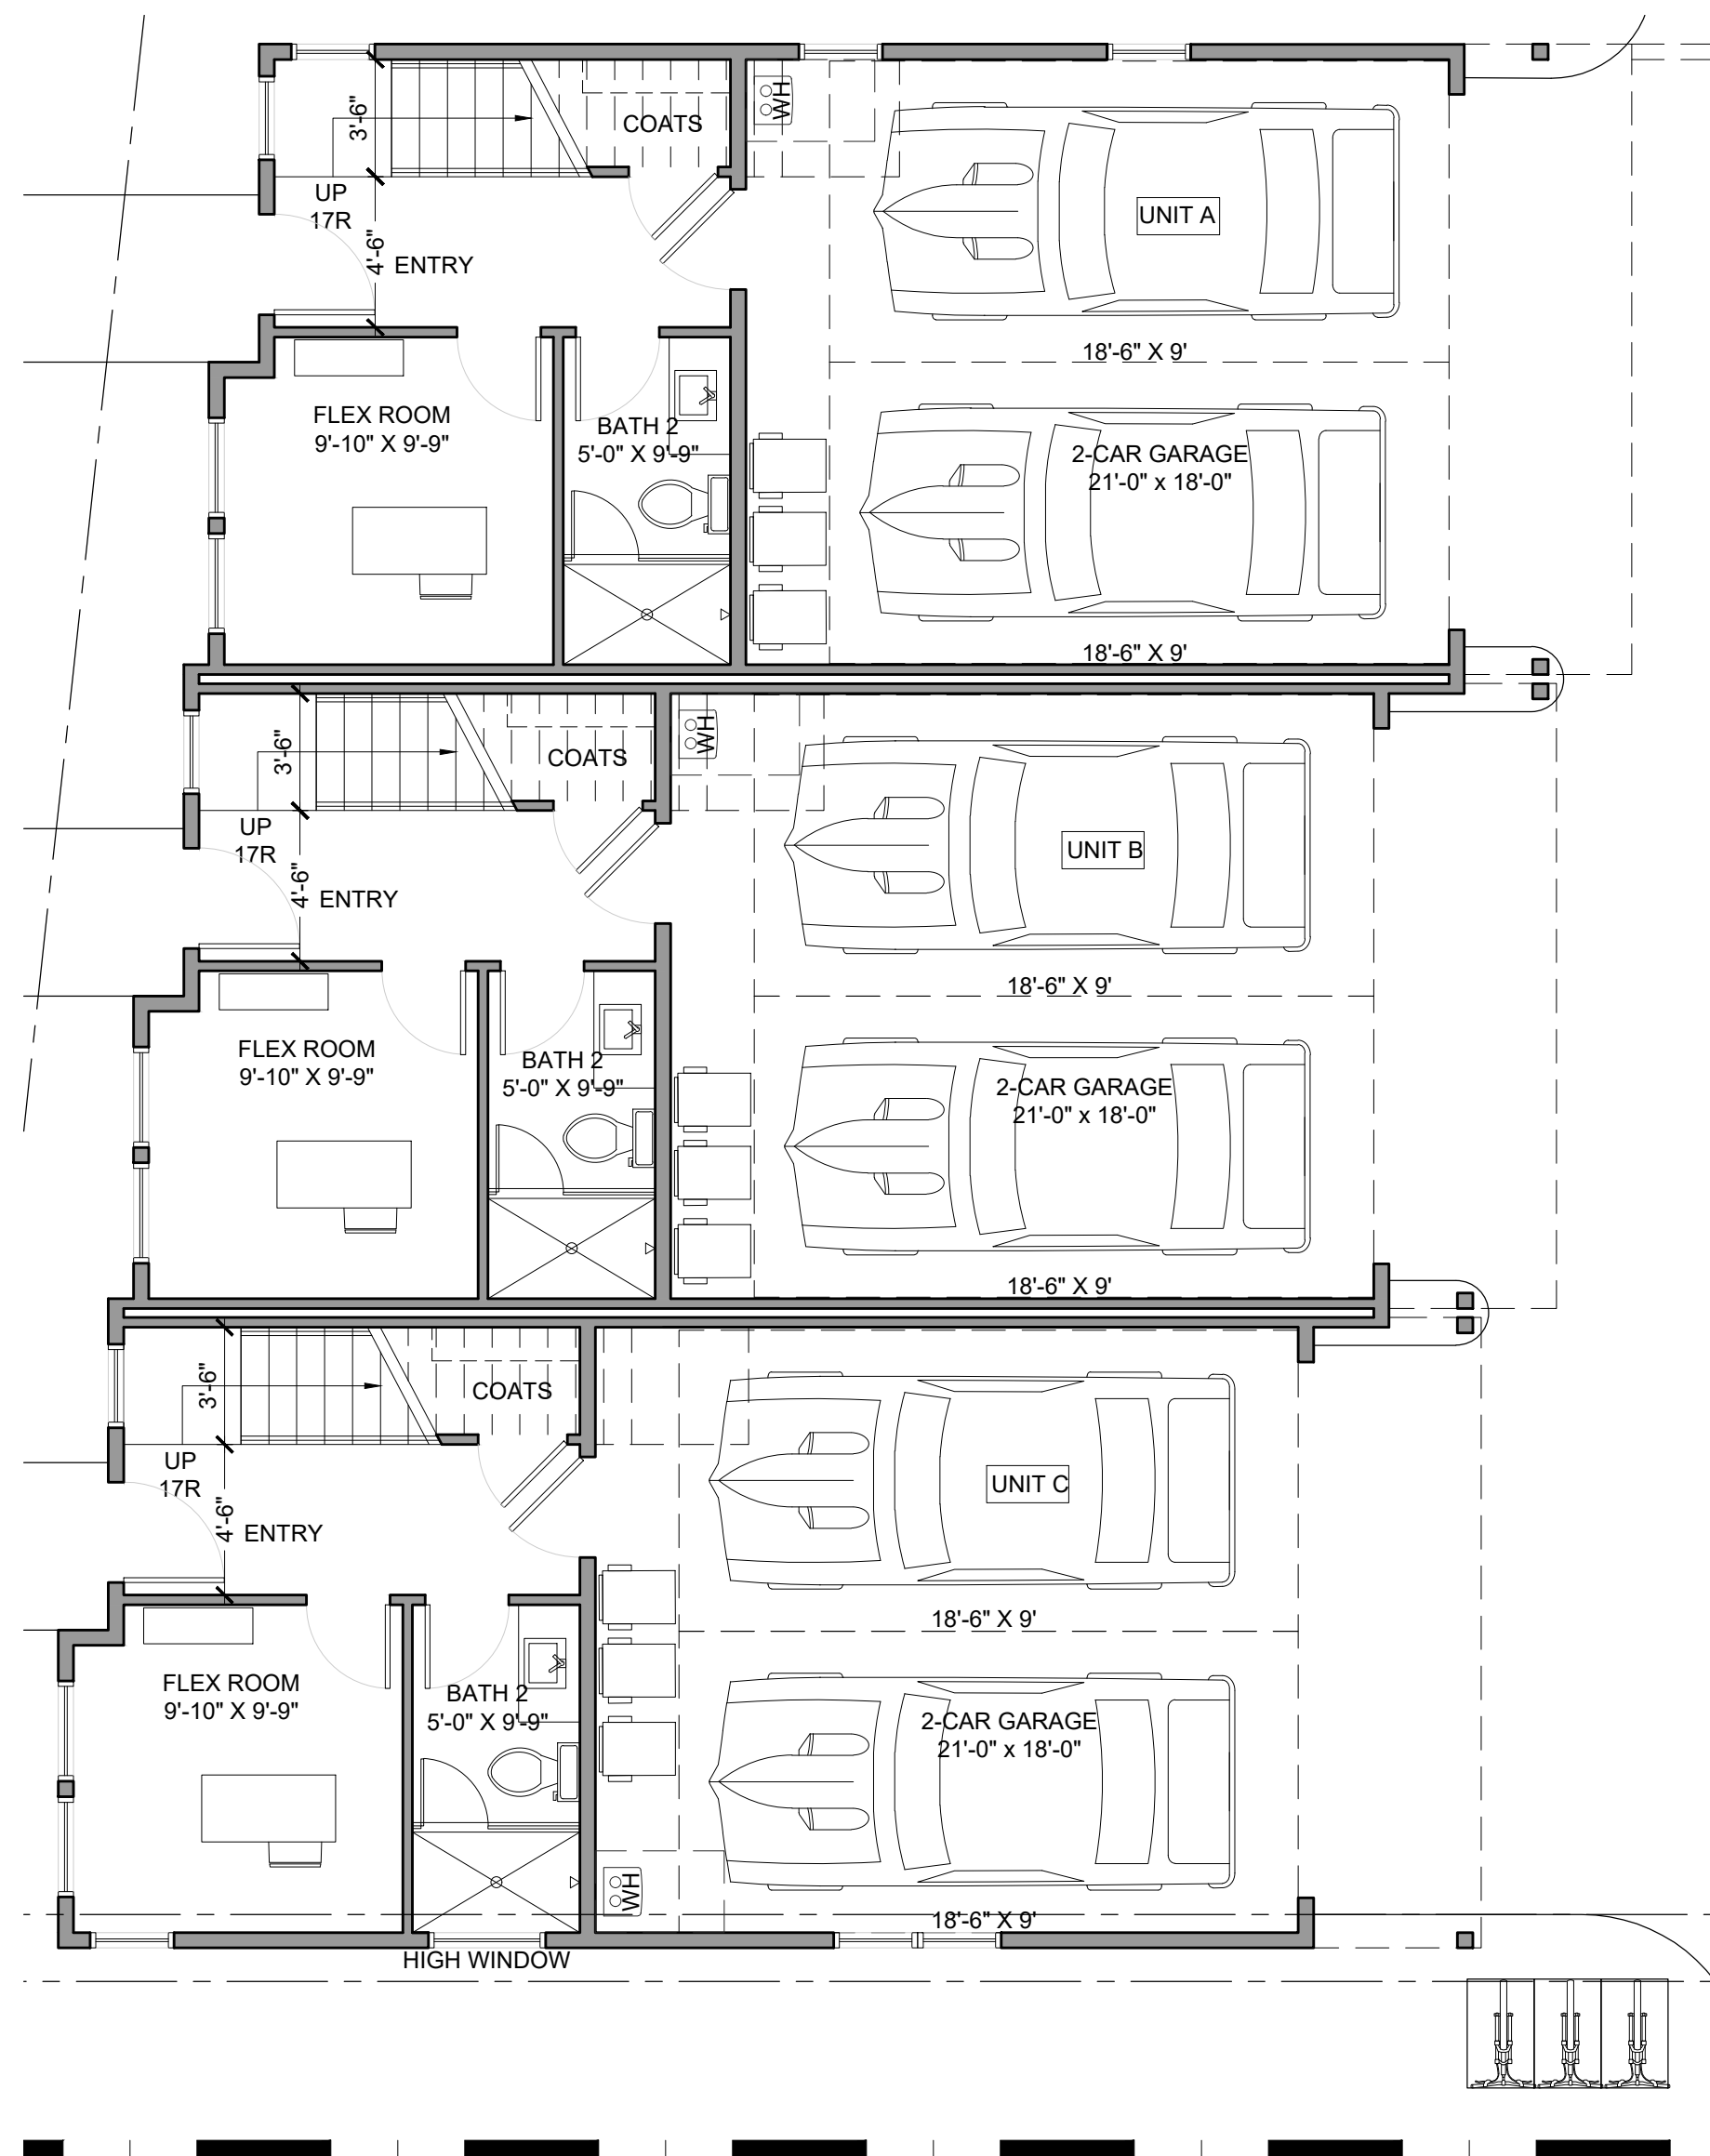 3'-6"
COATS
WH
UP
17R
4'-6"
ENTRY
UNIT A
18'-6" X 9'
FLEX ROOM
9'-10" X 9'-9"
BATH 2
5'-0" X 9'-9"
2-CAR GARAGE
21'-0" x 18'-0"
18'-6" X 9'
3'-6"
COATS
WH
UP
17R
4'-6"
ENTRY
UNIT B
18'-6" X 9'
FLEX ROOM
9'-10" X 9'-9"
BATH 2
5'-0" X 9'-9"
2-CAR GARAGE
21'-0" x 18'-0"
18'-6" X 9'
3'-6"
COATS
UP
17R
4'-6"
ENTRY
UNIT C
18'-6" X 9'
FLEX ROOM
9'-10" X 9'-9"
BATH 2
5'-0" X 9'-9"
2-CAR GARAGE
21'-0" x 18'-0"
WH
18'-6" X 9'
HIGH WINDOW